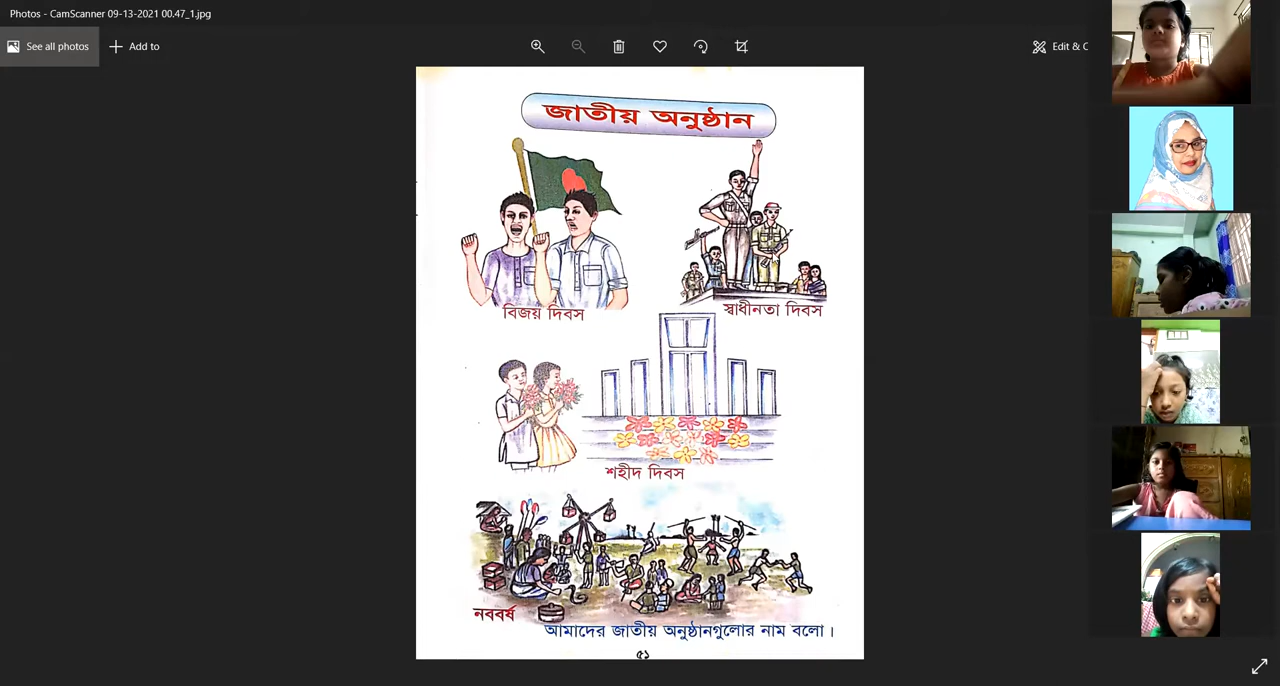 Photos - CamScanner 09-13-2021 00.47_1.jpg
See all photos
Add to
Edit & C
জাতীয় অনুষ্ঠান
বিজয় দিবস
স্বাধীনতা দিবস
শহীদ দিবস
নববর্ষ
আমাদের জাতীয় অনুষ্ঠানগুলোর নাম বলো।
৫১